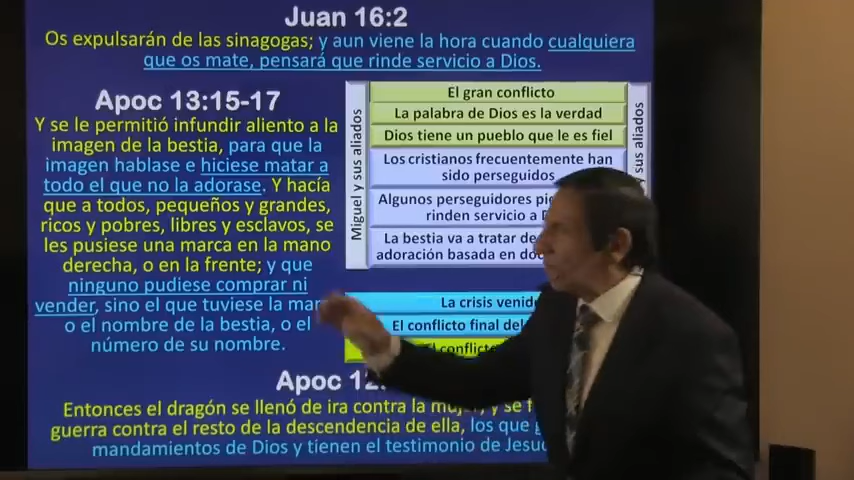 Juan 16:2
Os expulsarán de las sinagogas; y aun viene la hora cuando cualquiera
que os mate, pensará que rinde servicio a Dios.
Apoc 13:15-17
Y se le permitió infundir aliento a la
imagen de la bestia, para que la
imagen hablase e hiciese matar a
todo el que no la adorase. Y hacía
que a todos, pequeños y grandes,
ricos y pobres, libres y esclavos, se
les pusiese una marca en la mano
derecha, o en la frente; y que
ninguno pudiese comprar ni
vender, sino el que tuviese la
o el nombre de la bestia, o el
número de su nombre.
Miguel y sus aliados
El gran conflicto
La palabra de Dios es la verdad
Dios tiene un pueblo que le es fiel
Los cristianos frecuentemente han
sido perseguidos
Algunos perseguidores
rinden servicio a
La bestia va a tratar de
adoración basada en
sus aliados
La crisis
El conflicto final
El conflicto
Apoc
Entonces el dragón se llenó de ira contra la y se
guerra contra el resto de la descendencia de ella, los que
mandamientos de Dios y tienen el testimonio de